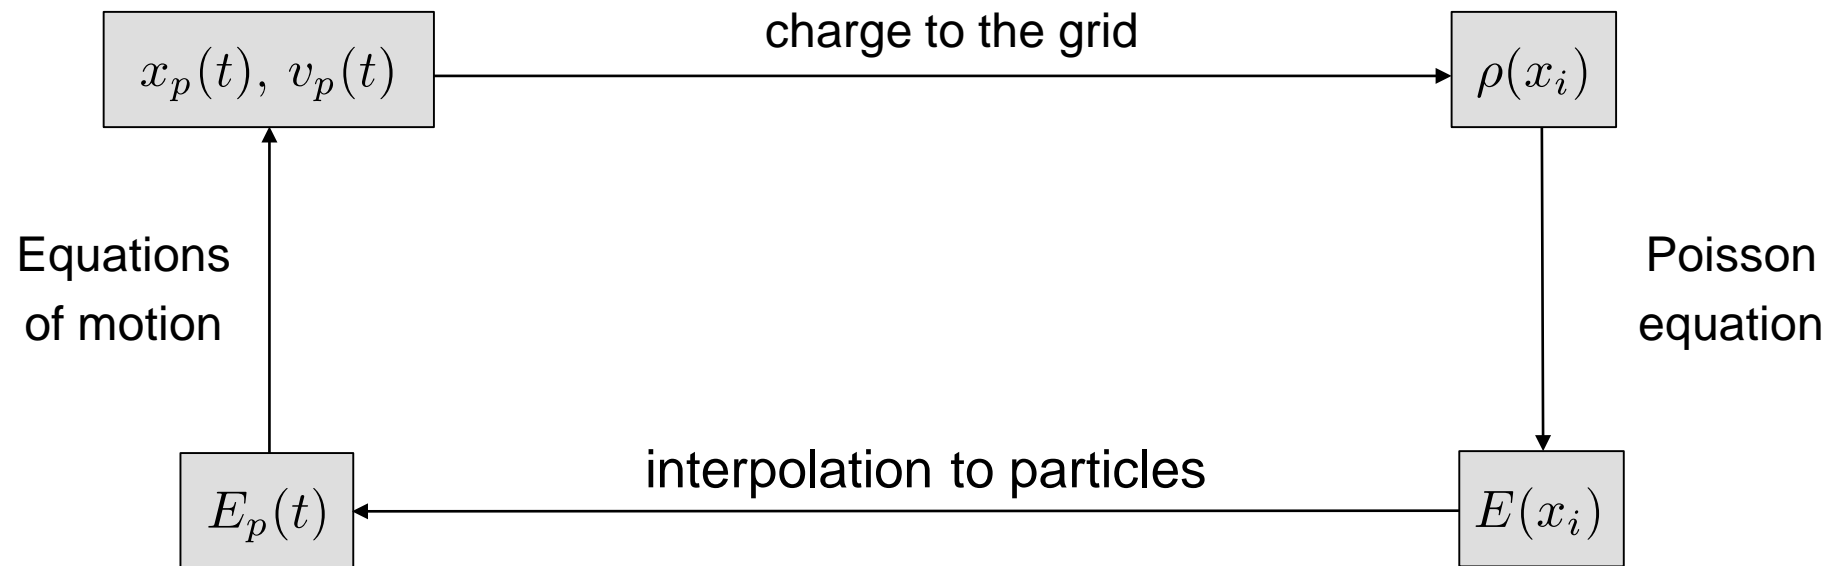 charge to the grid
x_p(t), v_p(t)
ρ(x_i)
Equations
of motion
Poisson
equation
interpolation to particles
E_p(t)
E(x_i)